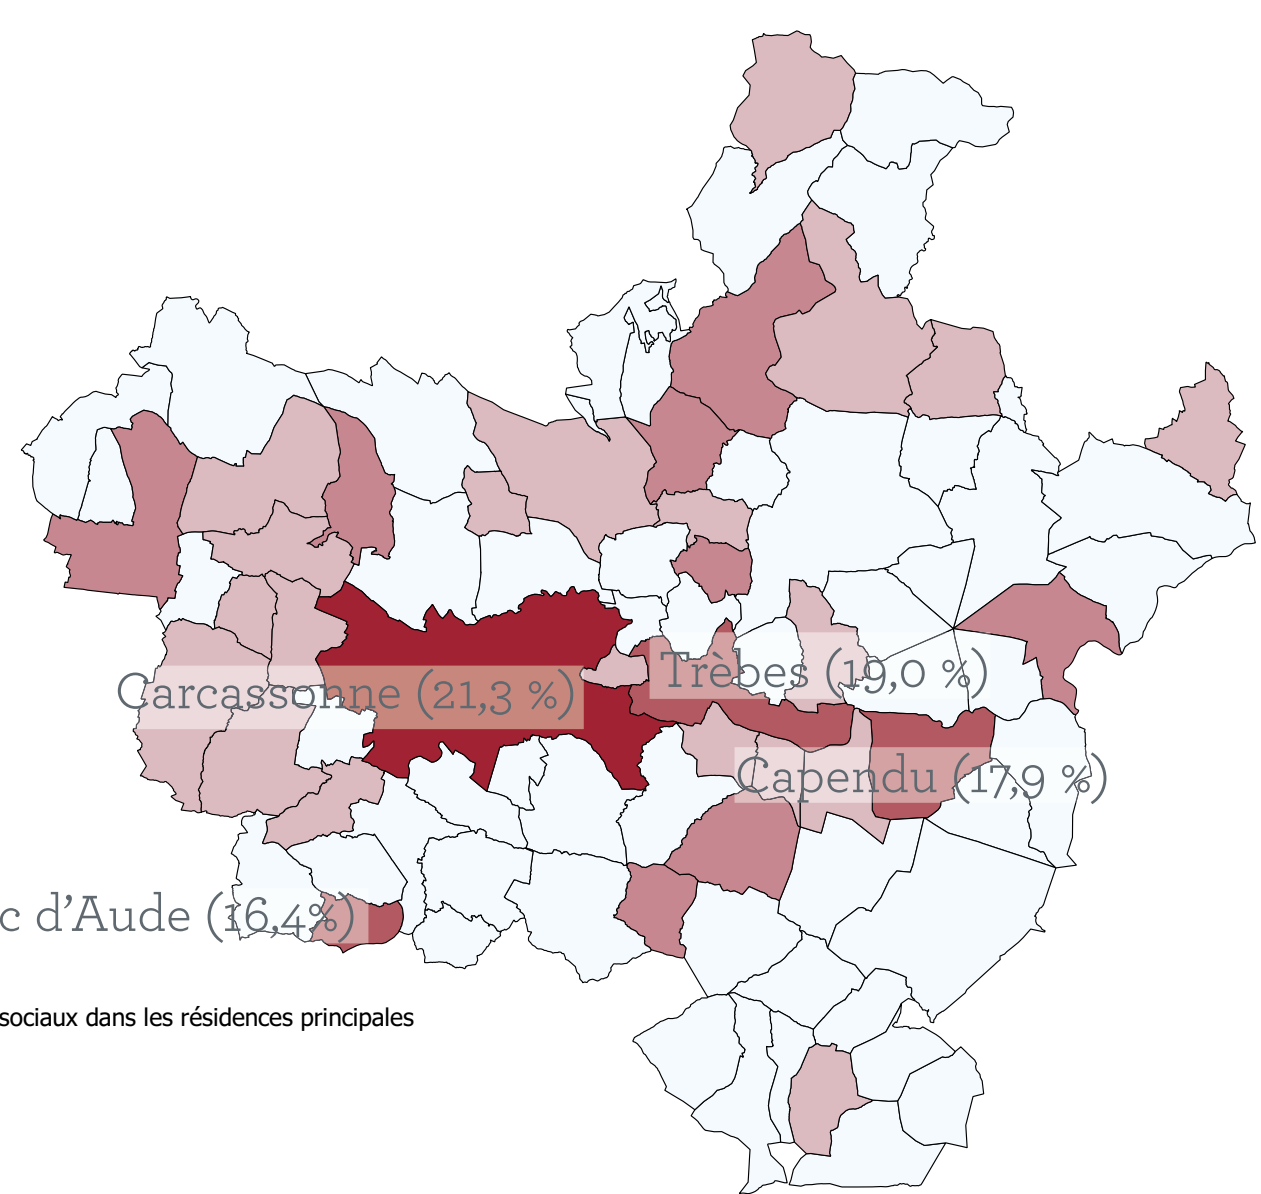 Trèbes (19,0 %)
Carcassonne (21,3 %)
Capendu (17,9 %)
c d’Aude (16,4%)
sociaux dans les résidences principales